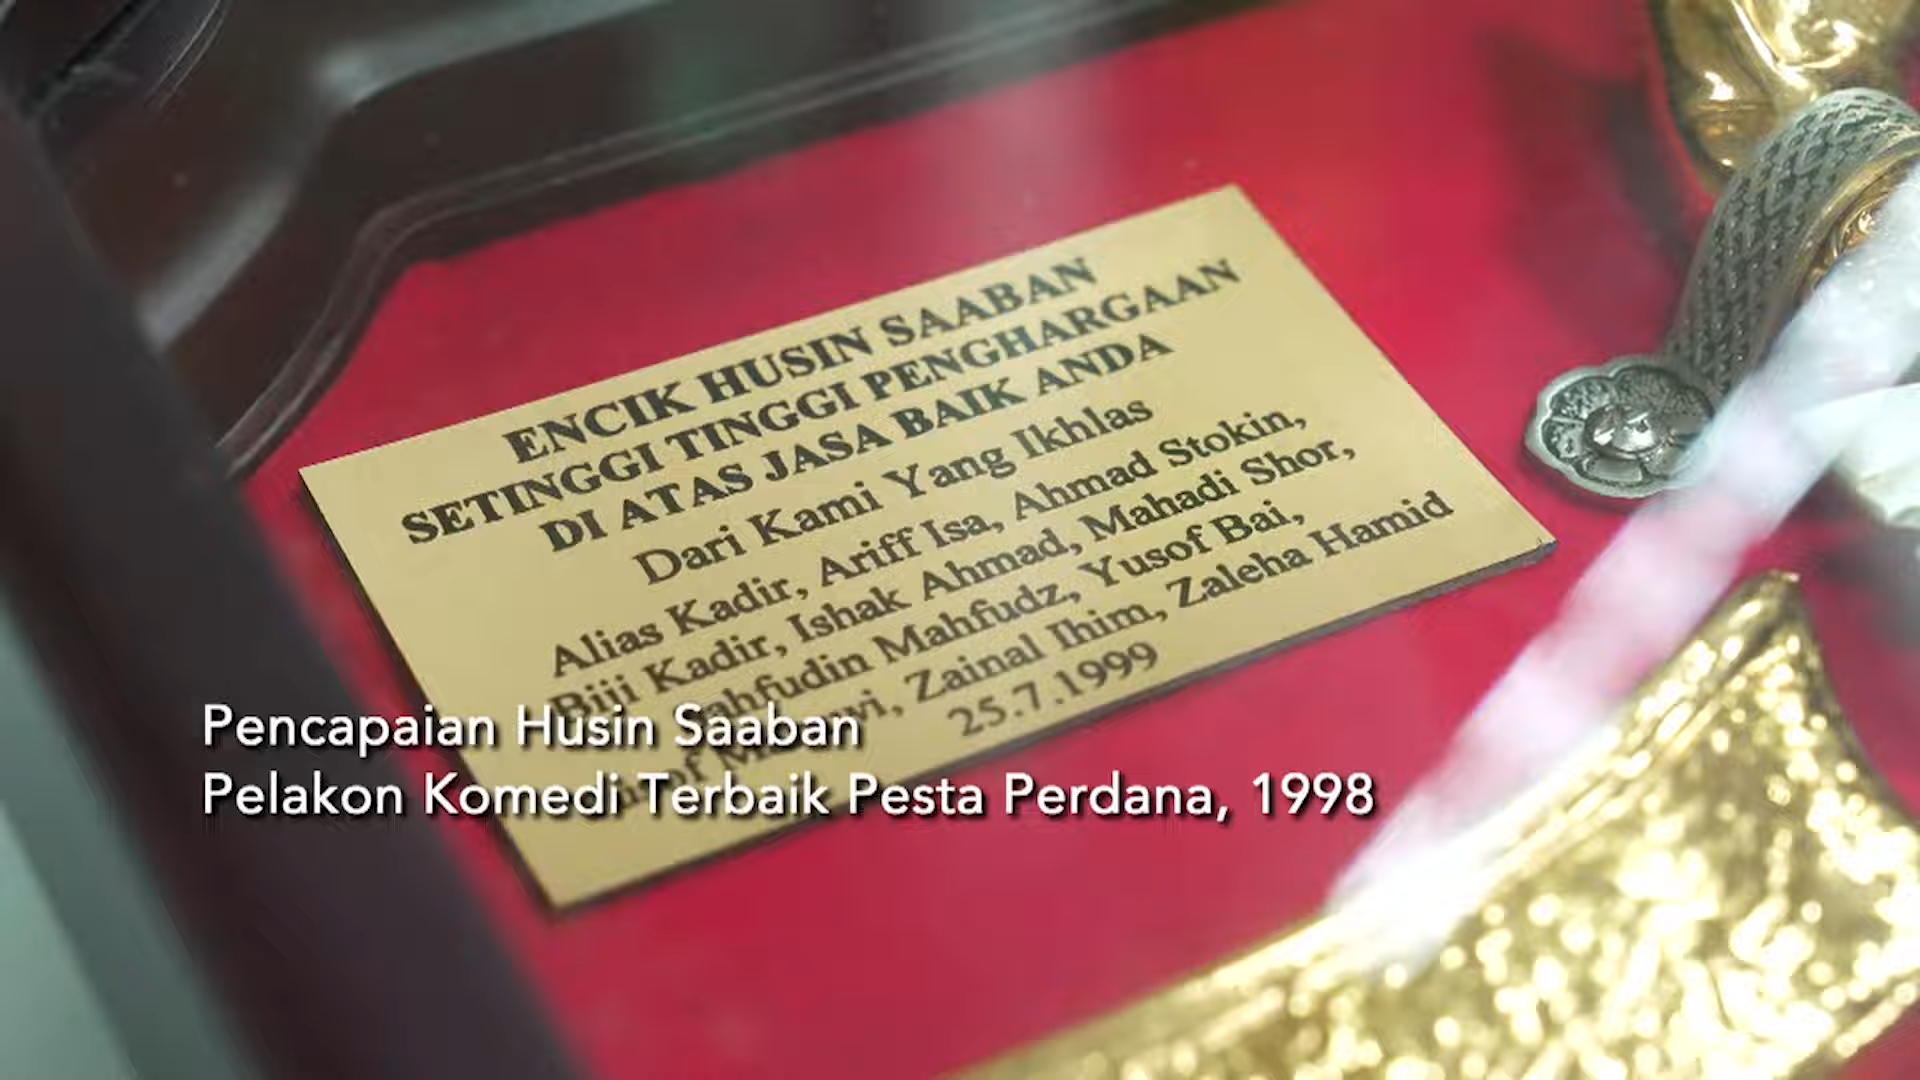 ENCIK HUSIN SAABAN
SETINGGI TINGGI PENGHARGAAN
DI ATAS JASA BAIK ANDA
Dari Kami Yang Ikhlas
Alias Kadir, Ariff Isa, Ahmad Stokin,
Biji Kadir, Ishak Ahmad, Mahadi Shor,
Mahfudz, Yusof Bai,
Zainal Ihim, Zaleha Hamid
25.7.1999
Pencapaian Husin Saaban
Pelakon Komedi Terbaik Pesta Perdana, 1998